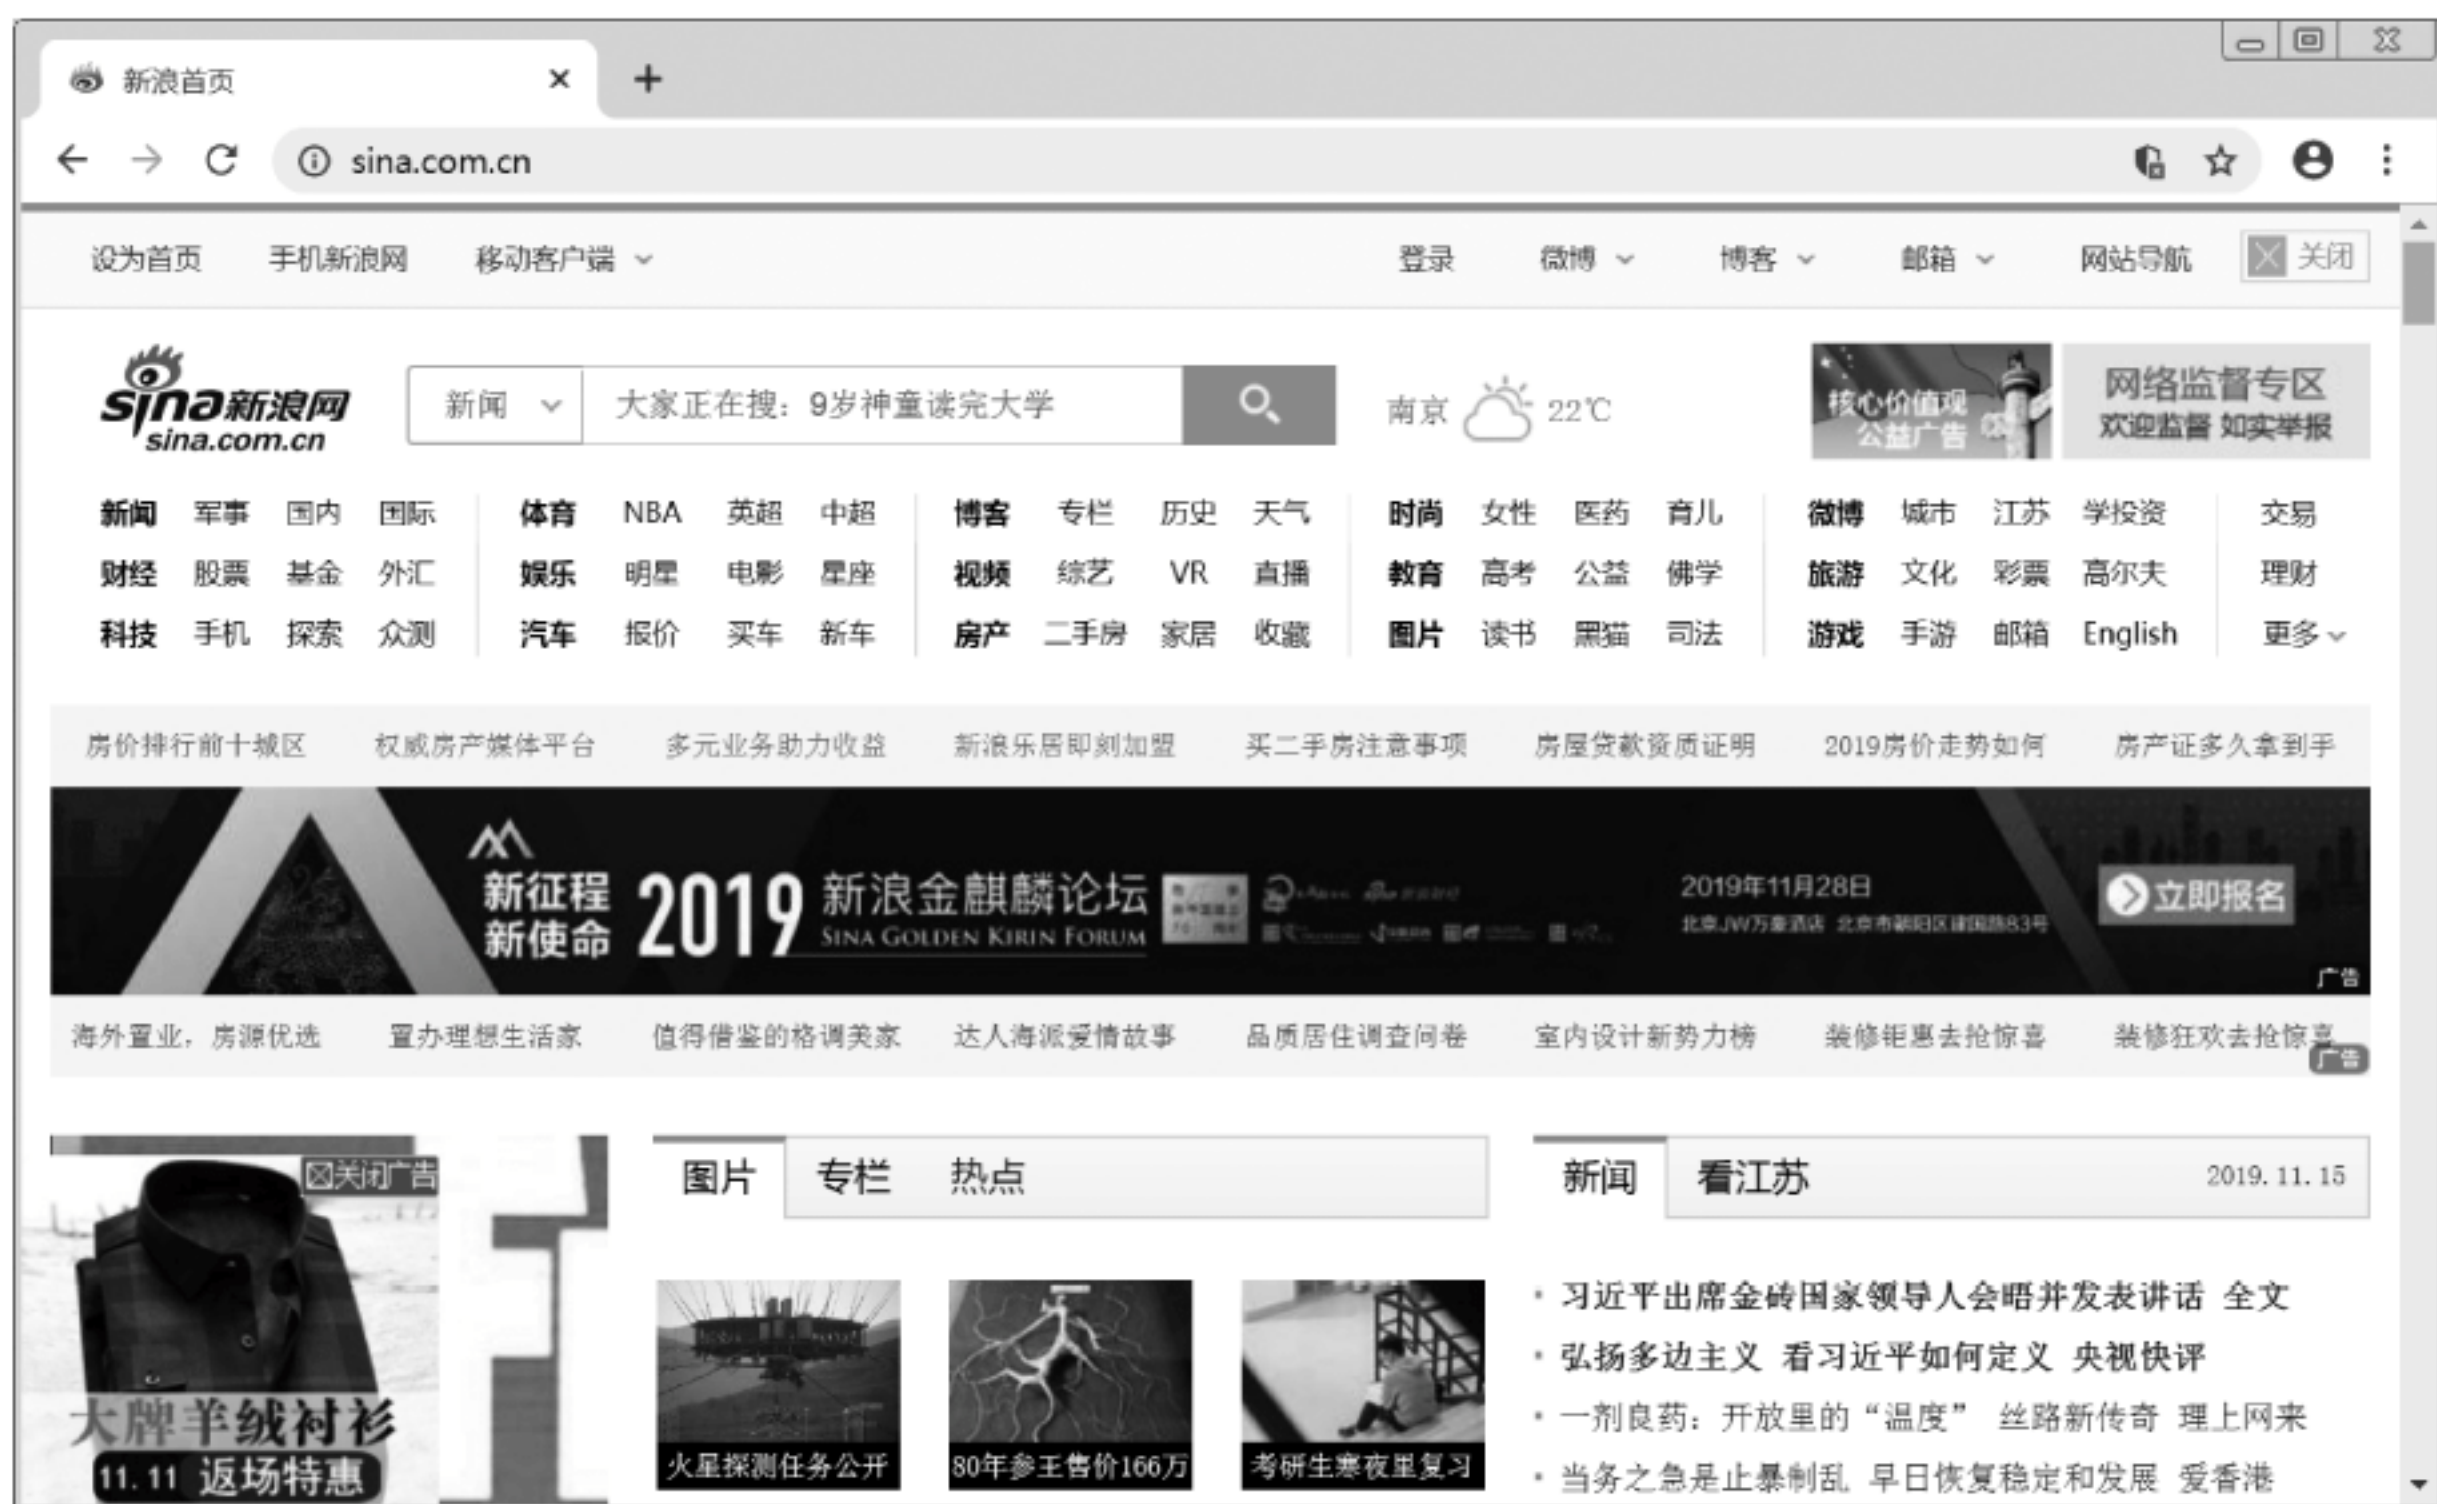 新浪首页
sina.com.cn
设为首页 手机新浪网 移动客户端 登录 微博 博客 邮箱 网站导航 关闭
sina新浪网
sina.com.cn
新闻 大家正在搜：9岁神童读完大学 南京 22℃
核心价值观
公益广告
网络监督专区
欢迎监督 如实举报
新闻 军事 国内 国际 体育 NBA 英超 中超 博客 专栏 历史 天气 时尚 女性 医药 育儿 微博 城市 江苏 学投资 交易
财经 股票 基金 外汇 娱乐 明星 电影 星座 视频 综艺 VR 直播 教育 高考 公益 佛学 旅游 文化 彩票 高尔夫 理财
科技 手机 探索 众测 汽车 报价 买车 新车 房产 二手房 家居 收藏 图片 读书 黑猫 司法 游戏 手游 邮箱 English 更多
房价排行前十城区 权威房产媒体平台 多元业务助力收益 新浪乐居即刻加盟 买二手房注意事项 房屋贷款资质证明 2019房价走势如何 房产证多久拿到手
新征程
新使命
2019 新浪金麒麟论坛
SINA GOLDEN KIRIN FORUM
2019年11月28日
北京JW万豪酒店 北京市朝阳区建国路83号
立即报名
广告
海外置业，房源优选 置办理想生活家 值得借鉴的格调美家 达人海派爱情故事 品质居住调查问卷 室内设计新势力榜 装修钜惠去抢惊喜 装修狂欢去抢惊喜
广告
关闭广告
大牌羊绒衬衫
11.11 返场特惠
图片 专栏 热点
火星探测任务公开 80年参王售价166万 考研生寒夜里复习
新闻 看江苏 2019.11.15
习近平出席金砖国家领导人会晤并发表讲话 全文
弘扬多边主义 看习近平如何定义 央视快评
一剂良药：开放里的“温度” 丝路新传奇 理上网来
当务之急是止暴制乱 早日恢复稳定和发展 爱香港